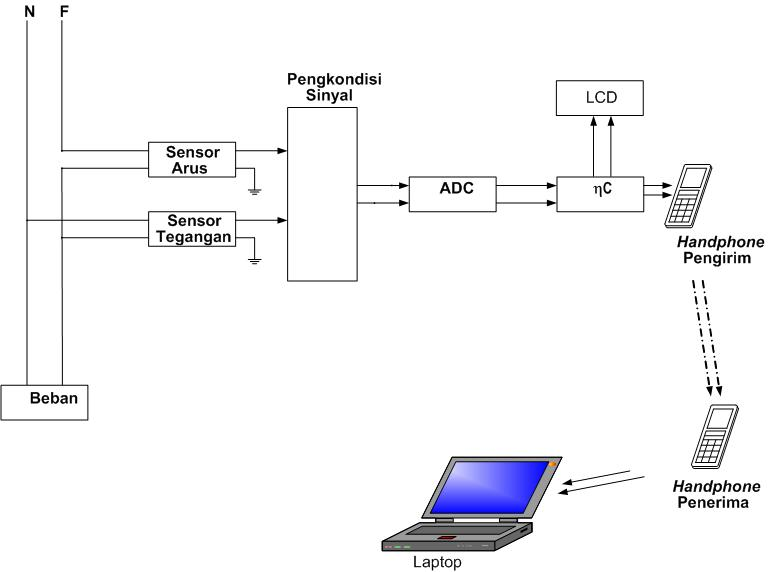 N F
Pengkondisi
Sinyal
LCD
Sensor
Arus
ADC
ηC
Sensor
Tegangan
Handphone
Pengirim
Beban
Handphone
Penerima
Laptop